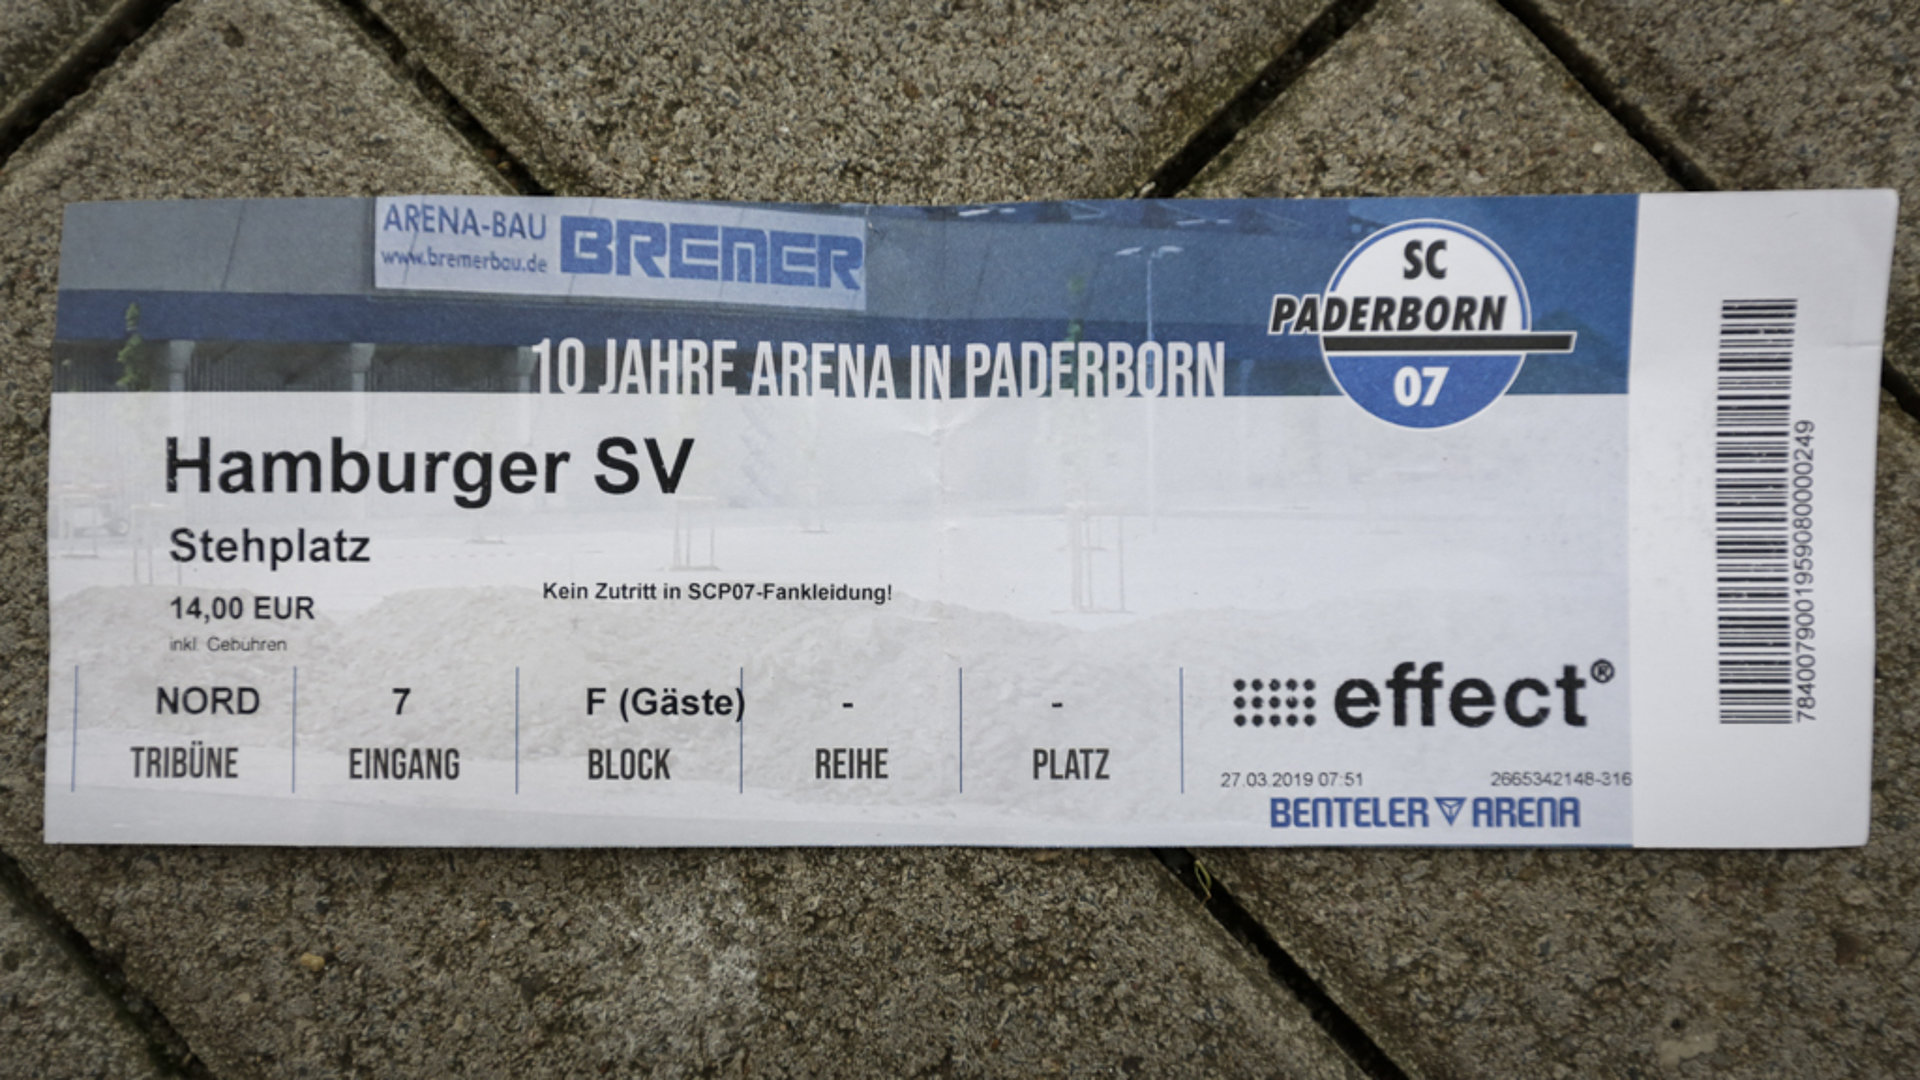 ARENA-BAU
www.bremerbau.de
BREMER
10 JAHRE ARENA IN PADERBORN
SC
PADERBORN
07
Hamburger SV
Stehplatz
14,00 EUR
inkl. Gebühren
Kein Zutritt in SCP07-Fankleidung!
NORD 7 F (Gäste) - -
TRIBÜNE EINGANG BLOCK REIHE PLATZ
effect®
27.03.2019 07:51 2665342148-316
BENTELER ARENA
7840079001959080000249